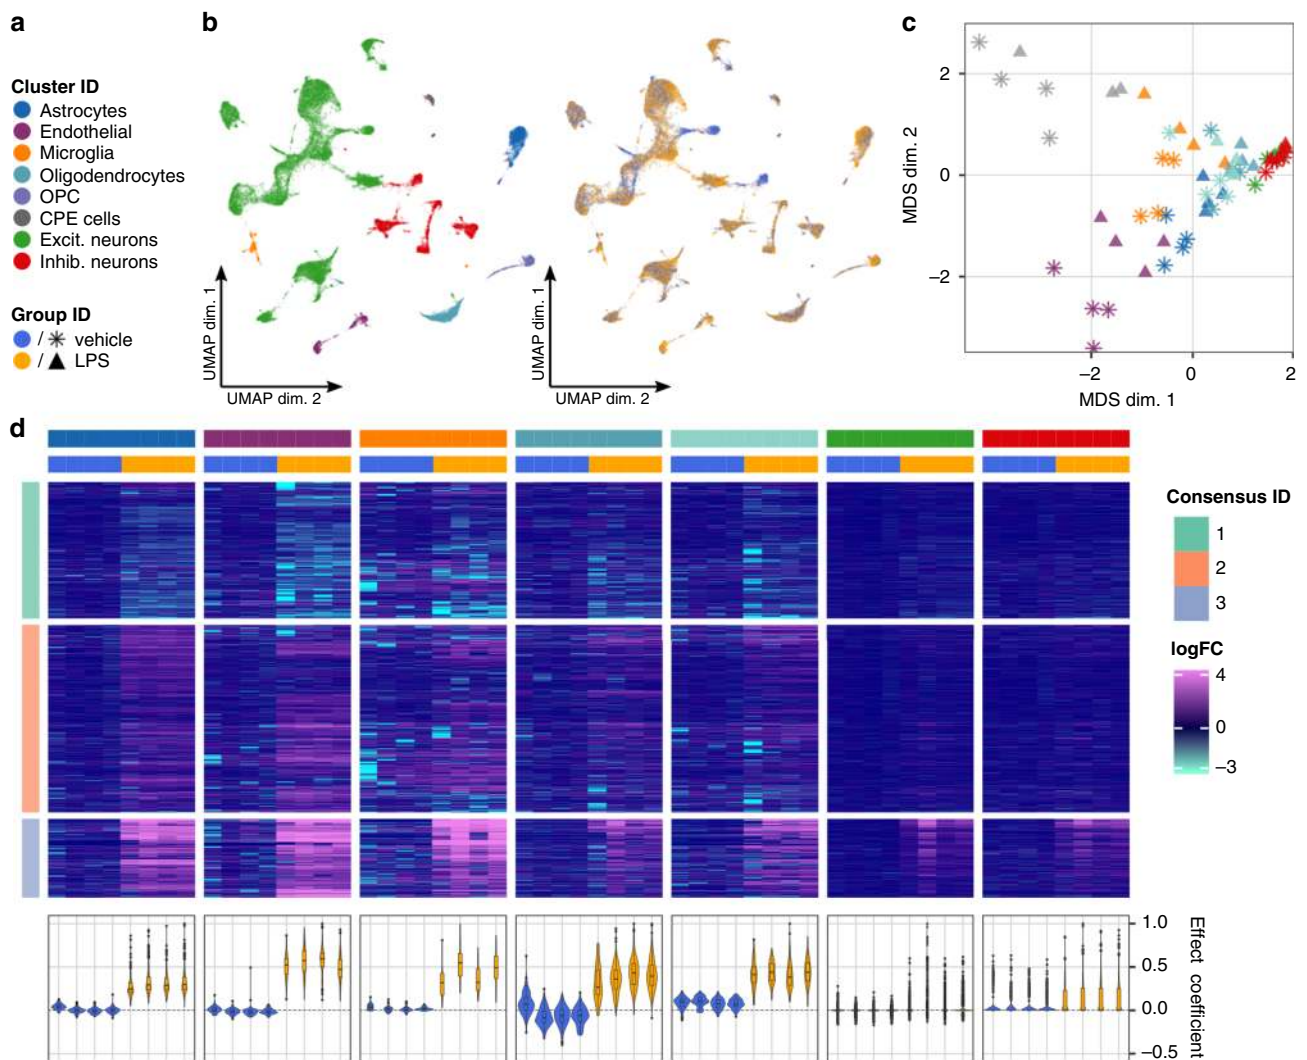 a
Cluster ID
Astrocytes
Endothelial
Microglia
Oligodendrocytes
OPC
CPE cells
Excit. neurons
Inhib. neurons
Group ID
/ vehicle
/ LPS
b
UMAP dim. 1
UMAP dim. 2
UMAP dim. 1
UMAP dim. 2
c
MDS dim. 2
2
0
−2
−2 0 2
MDS dim. 1
d
Consensus ID
1
2
3
logFC
4
0
−3
1.0
0.5
0.0
−0.5
Effect coefficient